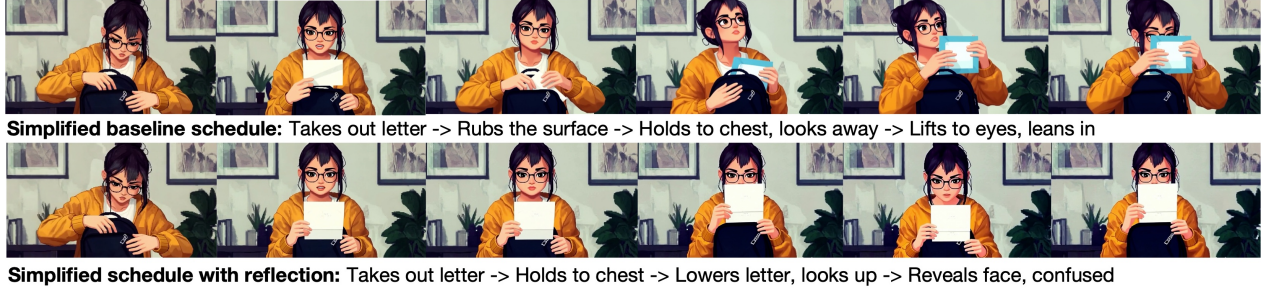 Simplified baseline schedule: Takes out letter -> Rubs the surface -> Holds to chest, looks away -> Lifts to eyes, leans in
Simplified schedule with reflection: Takes out letter -> Holds to chest -> Lowers letter, looks up -> Reveals face, confused